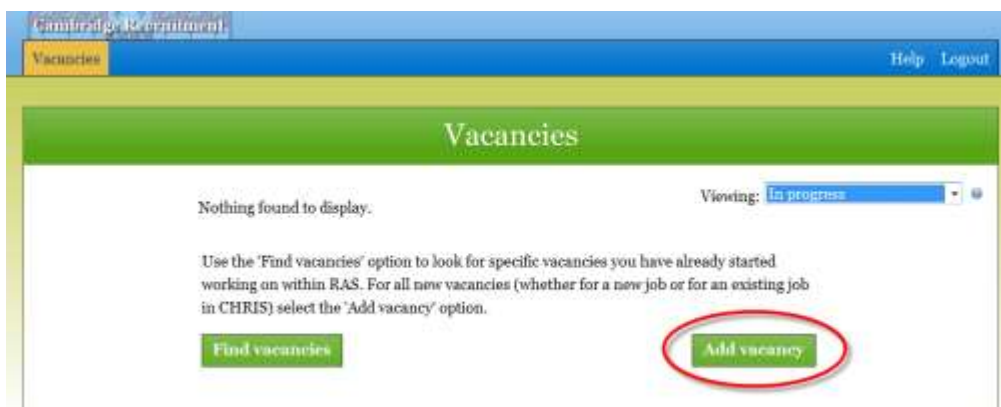 Cambridge Recruitment
Vacancies
Help Logout
Vacancies
Viewing: In progress
Nothing found to display.
Use the 'Find vacancies' option to look for specific vacancies you have already started
working on within RAS. For all new vacancies (whether for a new job or for an existing job
in CHRIS) select the 'Add vacancy' option.
Find vacancies
Add vacancy